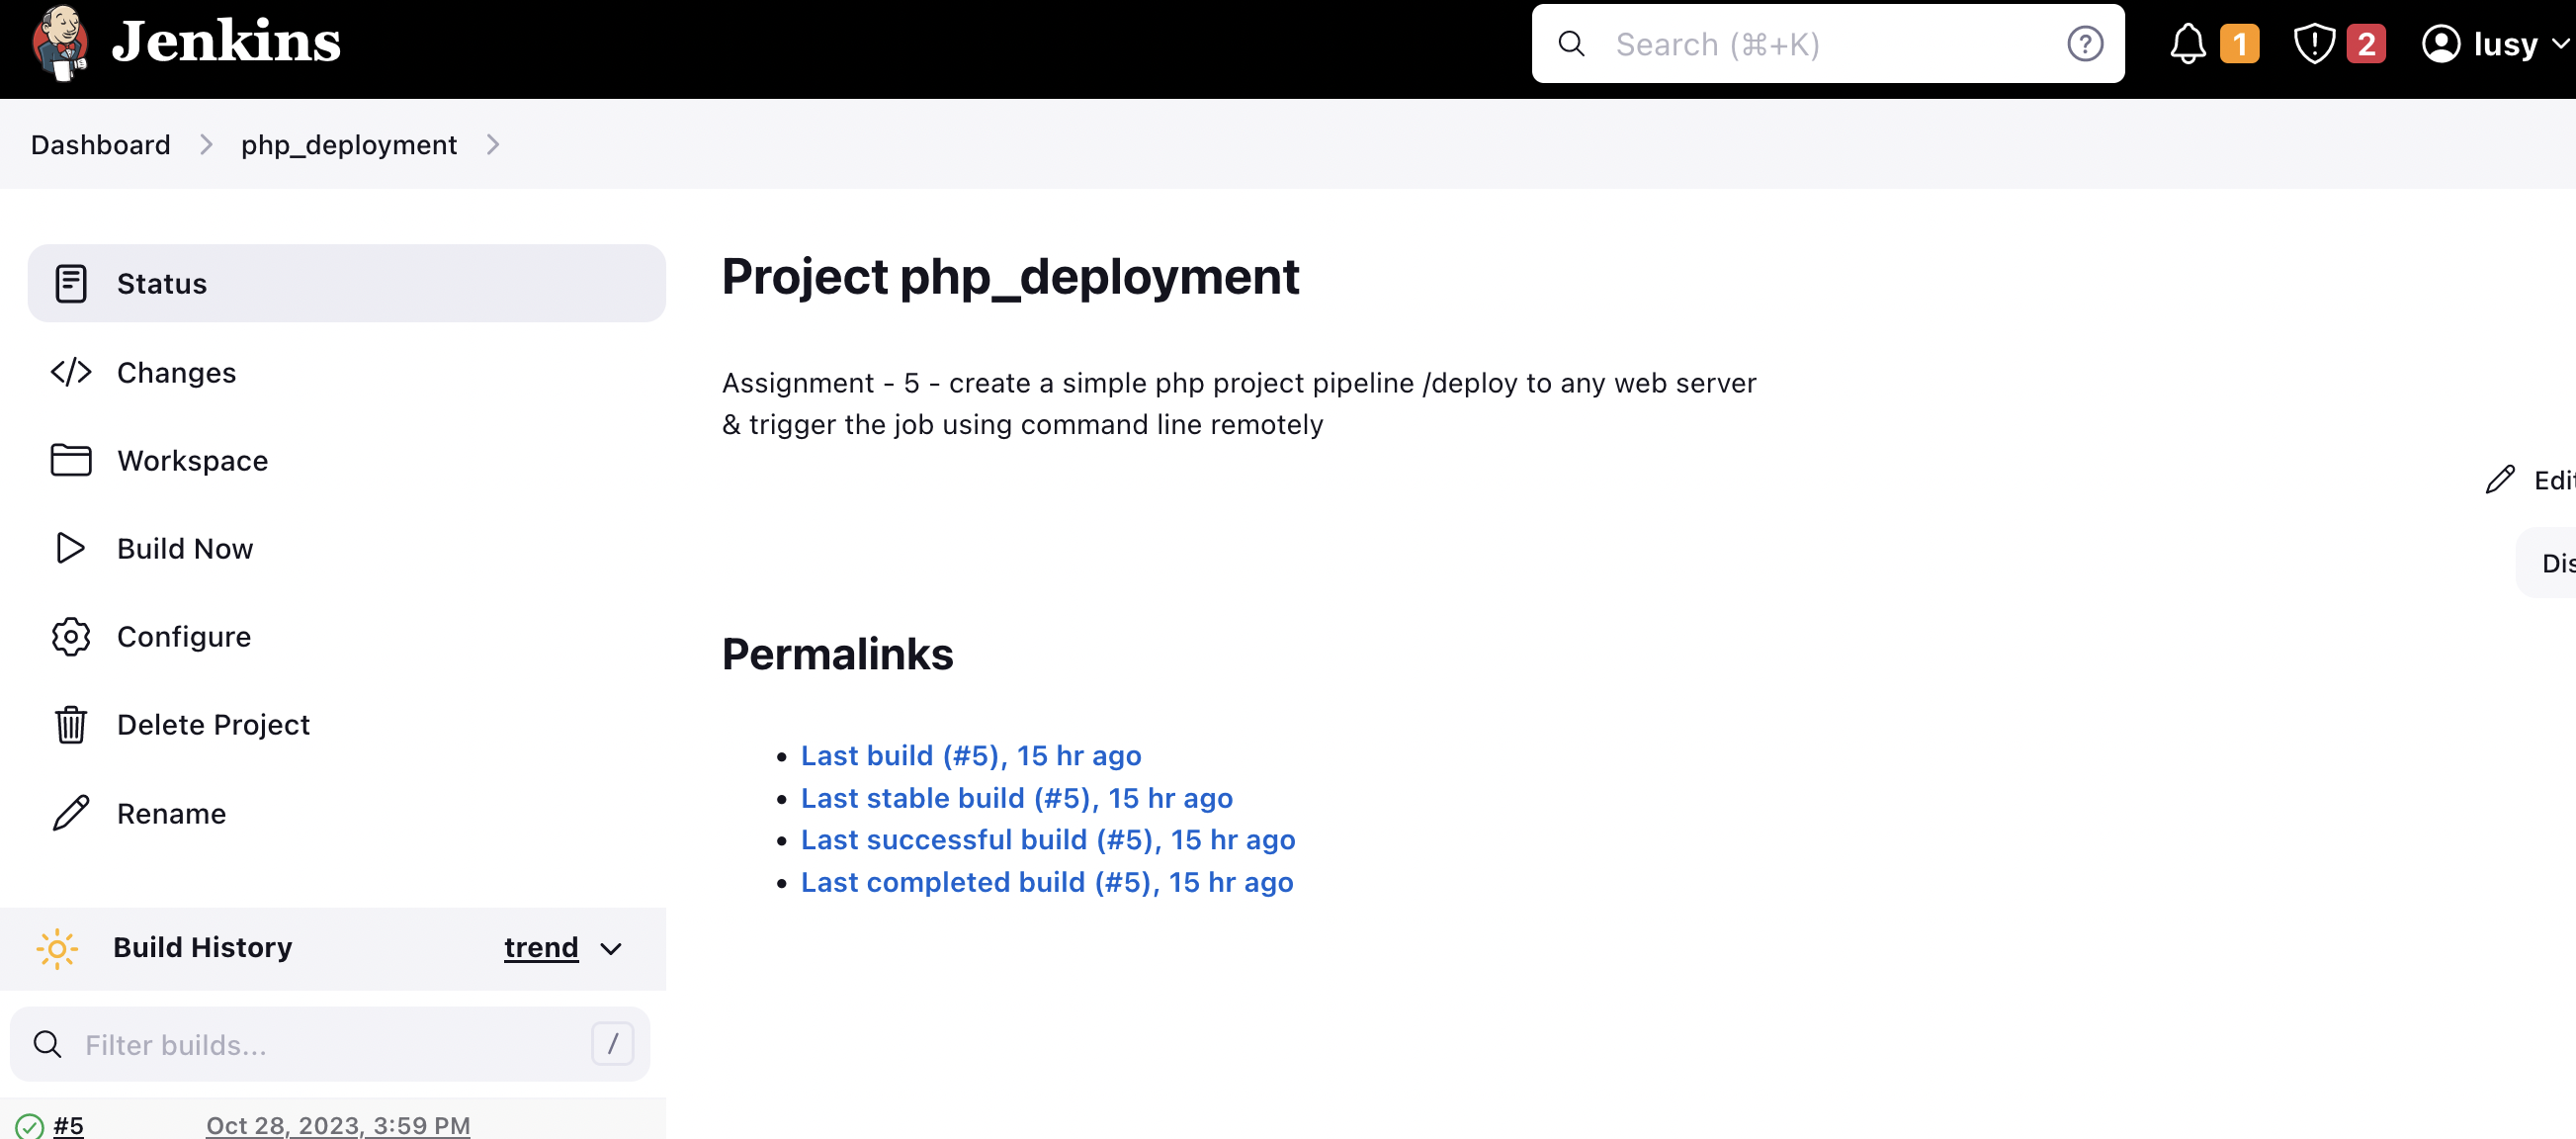 Jenkins
Search (⌘+K)
1
2
lusy
Dashboard
php_deployment
Status
Changes
Workspace
Build Now
Configure
Delete Project
Rename
Project php_deployment
Assignment - 5 - create a simple php project pipeline /deploy to any web server
& trigger the job using command line remotely
Edit
Dis
Permalinks
Last build (#5), 15 hr ago
Last stable build (#5), 15 hr ago
Last successful build (#5), 15 hr ago
Last completed build (#5), 15 hr ago
Build History
trend
Filter builds...
/
#5
Oct 28, 2023, 3:59 PM